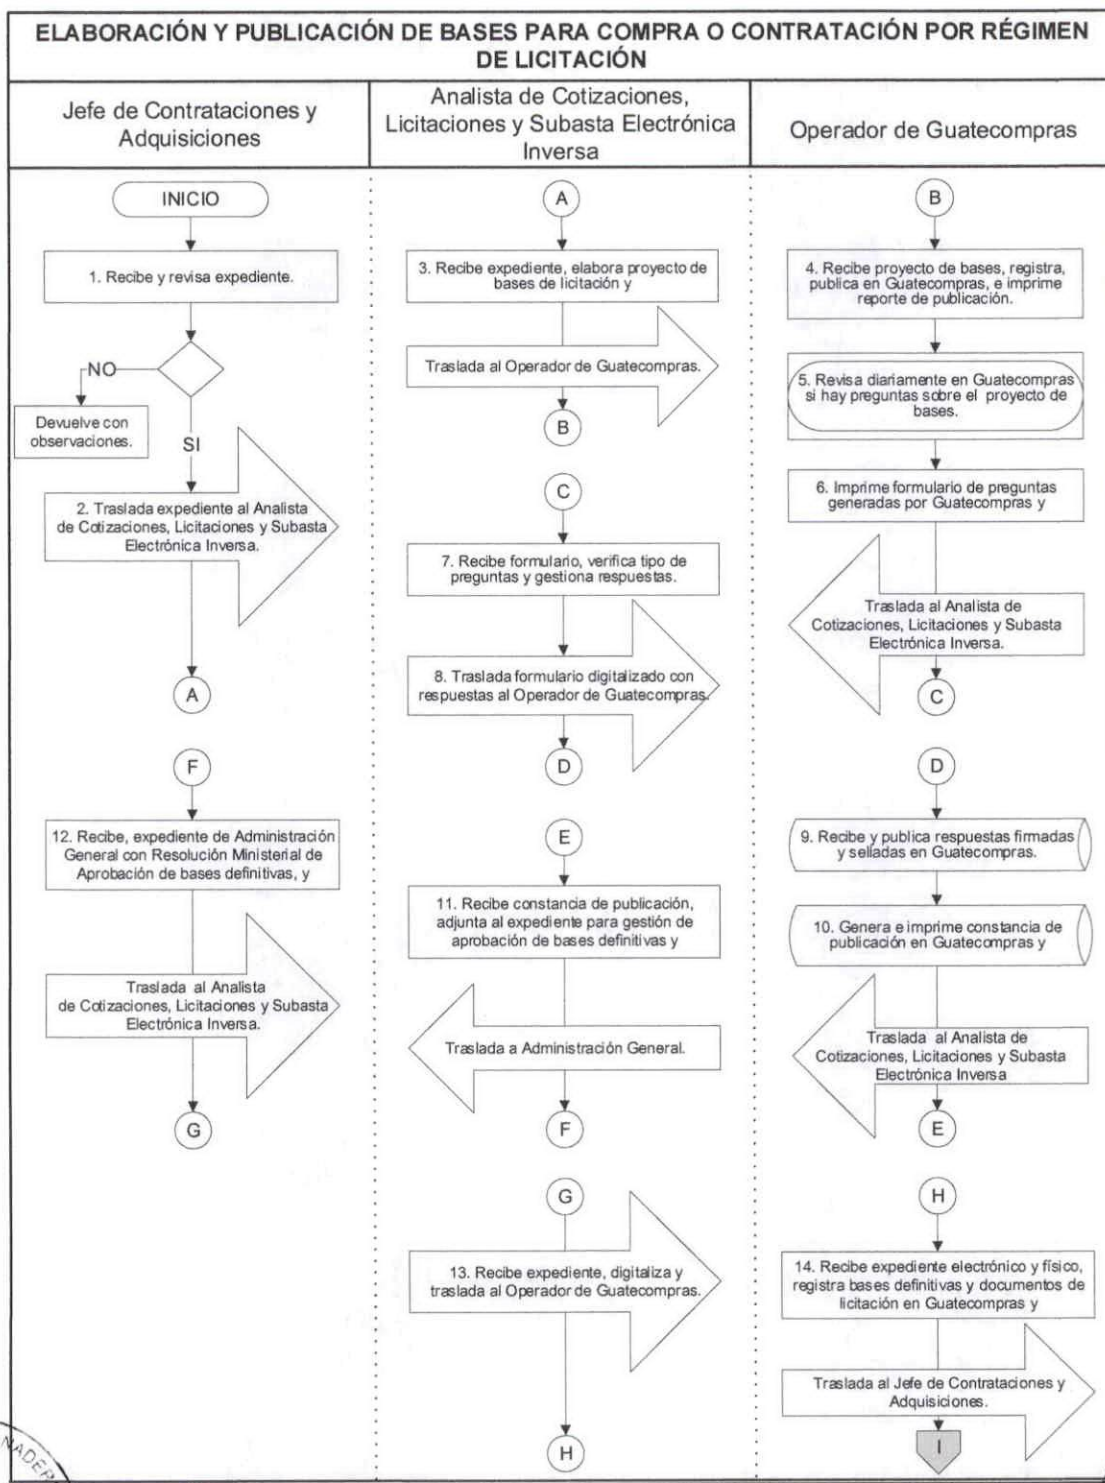 ELABORACIÓN Y PUBLICACIÓN DE BASES PARA COMPRA O CONTRATACIÓN POR RÉGIMEN
DE LICITACIÓN
Jefe de Contrataciones y
Adquisiciones
Analista de Cotizaciones,
Licitaciones y Subasta Electrónica
Inversa
Operador de Guatecompras
INICIO
1. Recibe y revisa expediente.
NO
Devuelve con
observaciones.
SI
2. Traslada expediente al Analista
de Cotizaciones, Licitaciones y Subasta
Electrónica Inversa.
A
F
12. Recibe, expediente de Administración
General con Resolución Ministerial de
Aprobación de bases definitivas, y
Traslada al Analista
de Cotizaciones, Licitaciones y Subasta
Electrónica Inversa.
G
A
3. Recibe expediente, elabora proyecto de
bases de licitación y
Traslada al Operador de Guatecompras.
B
C
7. Recibe formulario, verifica tipo de
preguntas y gestiona respuestas.
8. Traslada formulario digitalizado con
respuestas al Operador de Guatecompras.
D
E
11. Recibe constancia de publicación,
adjunta al expediente para gestión de
aprobación de bases definitivas y
Traslada a Administración General.
F
G
13. Recibe expediente, digitaliza y
traslada al Operador de Guatecompras.
H
B
4. Recibe proyecto de bases, registra,
publica en Guatecompras, e imprime
reporte de publicación.
5. Revisa diariamente en Guatecompras
si hay preguntas sobre el proyecto de
bases.
6. Imprime formulario de preguntas
generadas por Guatecompras y
Traslada al Analista de
Cotizaciones, Licitaciones y Subasta
Electrónica Inversa.
C
D
9. Recibe y publica respuestas firmadas
y selladas en Guatecompras.
10. Genera e imprime constancia de
publicación en Guatecompras y
Traslada al Analista de
Cotizaciones, Licitaciones y Subasta
Electrónica Inversa
E
H
14. Recibe expediente electrónico y físico,
registra bases definitivas y documentos de
licitación en Guatecompras y
Traslada al Jefe de Contrataciones y
Adquisiciones.
I